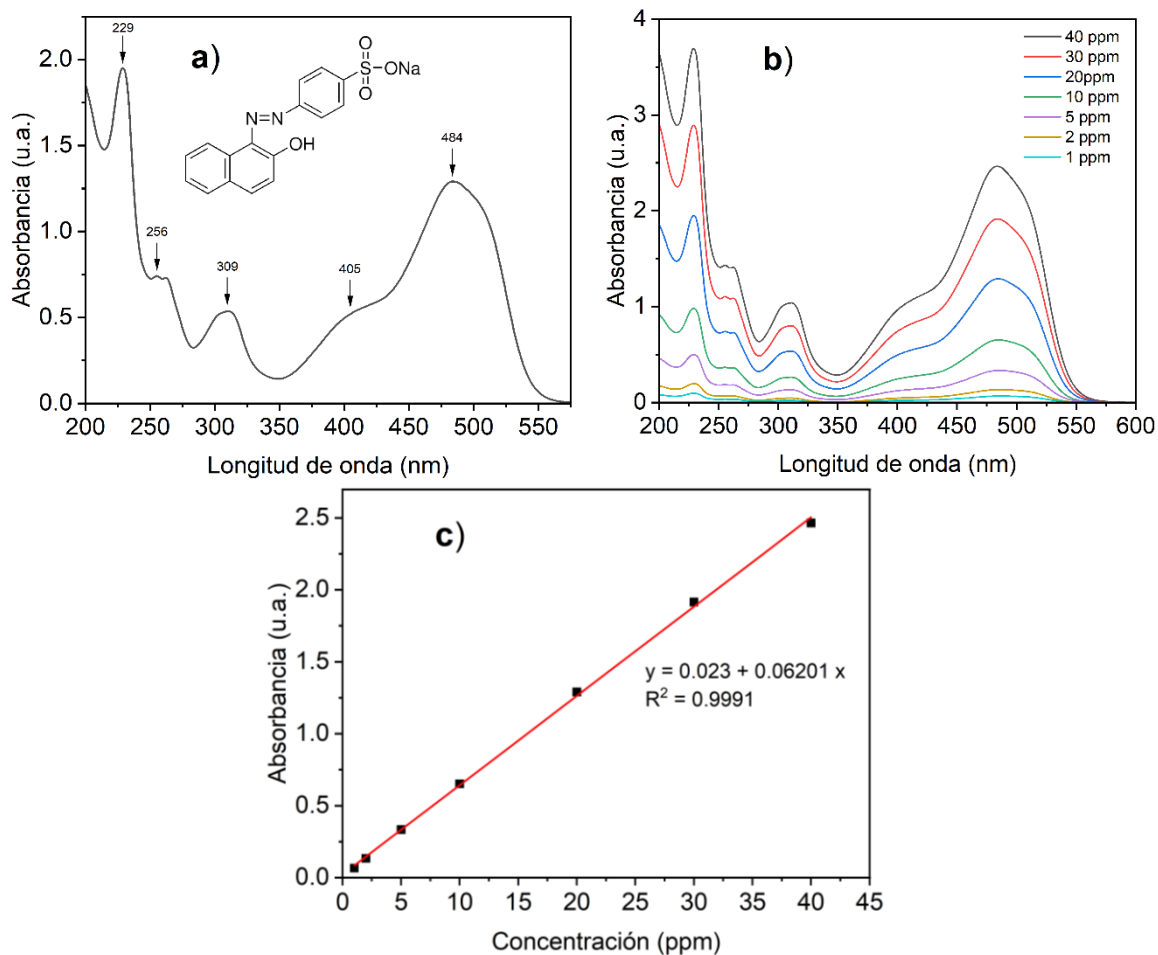 a)
229
256
309
405
484
O
S
ONa
O
N
N
OH
2.0
1.5
1.0
0.5
0.0
200 250 300 350 400 450 500 550
Absorbancia (u.a.)
Longitud de onda (nm)
b)
40 ppm
30 ppm
20ppm
10 ppm
5 ppm
2 ppm
1 ppm
4
3
2
1
0
200 250 300 350 400 450 500 550 600
Absorbancia (u.a.)
Longitud de onda (nm)
c)
y = 0.023 + 0.06201 x
R² = 0.9991
2.5
2.0
1.5
1.0
0.5
0.0
0 5 10 15 20 25 30 35 40 45
Absorbancia (u.a.)
Concentración (ppm)